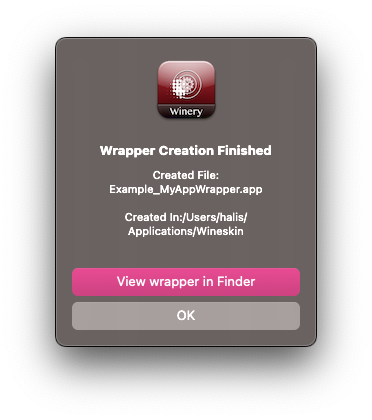 Winery
Wrapper Creation Finished
Created File:
Example_MyAppWrapper.app
Created In:/Users/halis/
Applications/Wineskin
View wrapper in Finder
OK